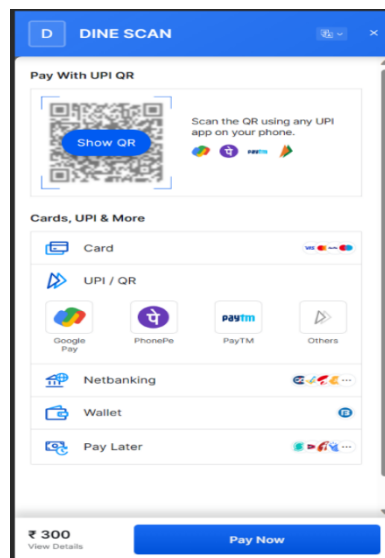 D DINE SCAN
Pay With UPI QR
Show QR
Scan the QR using any UPI
app on your phone.
Paytm
Cards, UPI & More
Card
VISA
UPI / QR
Paytm
Google
Pay
PhonePe
PayTM
Others
Netbanking
Wallet
Pay Later
₹ 300
View Details
Pay Now